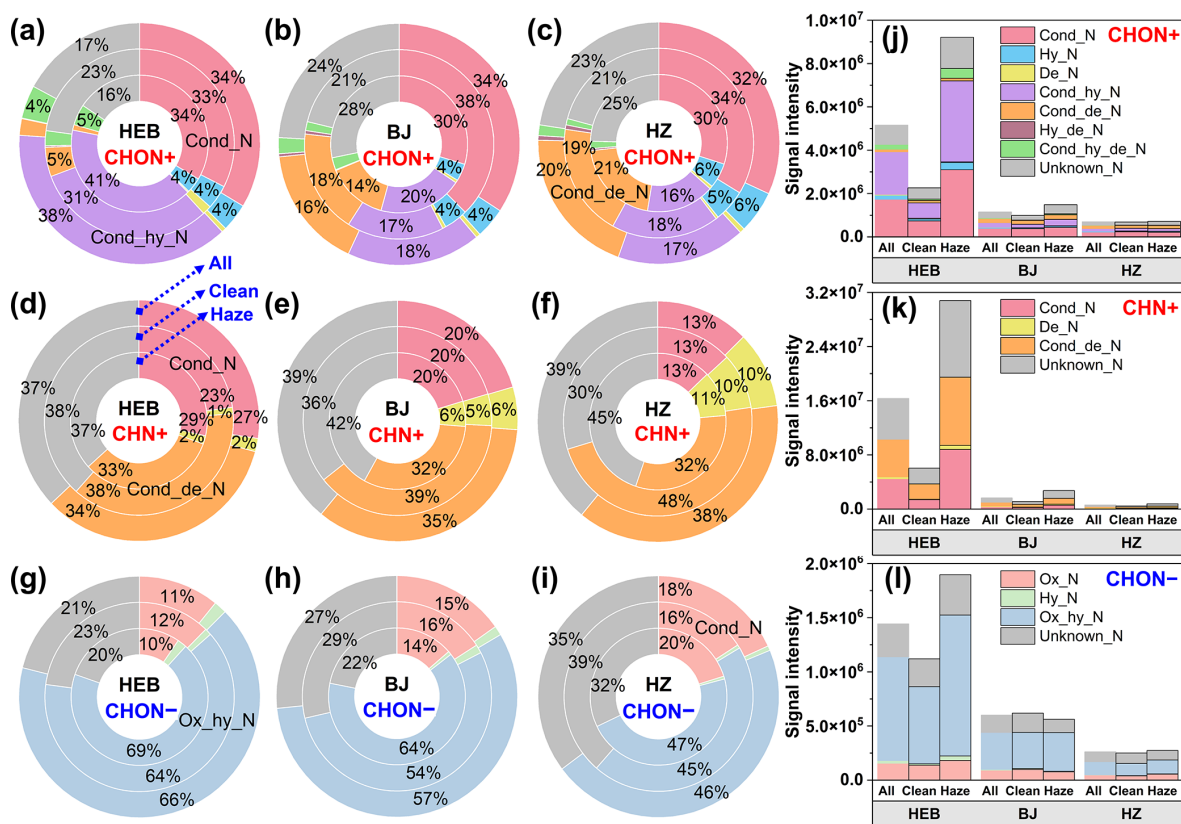 (a)
17%
23%
16%
34%
33%
34%
4%
5%
HEB
CHON+
Cond_N
5%
41%
31%
38%
Cond_hy_N
4%
4%
4%
(b)
24%
21%
28%
34%
38%
30%
BJ
CHON+
4%
4%
4%
18%
14%
16%
20%
17%
18%
(c)
23%
21%
25%
32%
34%
30%
HZ
CHON+
6%
5%
6%
19%
21%
20%
Cond_de_N
16%
18%
17%
(d)
All
Clean
Haze
Cond_N
37%
38%
37%
HEB
CHN+
23%
29%
27%
1%
2%
2%
33%
38%
34%
Cond_de_N
(e)
39%
36%
42%
20%
20%
20%
BJ
CHN+
6%
5%
6%
32%
39%
35%
(f)
39%
30%
45%
13%
13%
13%
HZ
CHN+
11%
10%
10%
32%
48%
38%
(g)
21%
23%
20%
11%
12%
10%
HEB
CHON−
Ox_hy_N
69%
64%
66%
(h)
27%
29%
22%
15%
16%
14%
BJ
CHON−
64%
54%
57%
(i)
35%
39%
32%
18%
16%
20%
Cond_N
HZ
CHON−
47%
45%
46%
(j)
CHON+
Signal intensity
1.0×10⁷
8.0×10⁶
6.0×10⁶
4.0×10⁶
2.0×10⁶
0.0
Cond_N
Hy_N
De_N
Cond_hy_N
Cond_de_N
Hy_de_N
Cond_hy_de_N
Unknown_N
All Clean Haze All Clean Haze All Clean Haze
HEB BJ HZ
(k)
CHN+
Signal intensity
3.2×10⁷
2.4×10⁷
1.6×10⁷
8.0×10⁶
0.0
Cond_N
De_N
Cond_de_N
Unknown_N
All Clean Haze All Clean Haze All Clean Haze
HEB BJ HZ
(l)
CHON−
Signal intensity
2.0×10⁶
1.5×10⁶
1.0×10⁶
5.0×10⁵
0.0
Ox_N
Hy_N
Ox_hy_N
Unknown_N
All Clean Haze All Clean Haze All Clean Haze
HEB BJ HZ